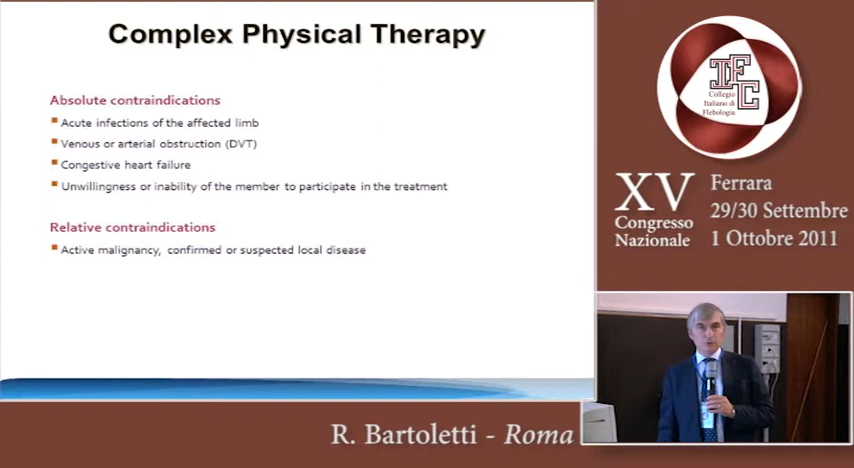 Complex Physical Therapy
Absolute contraindications
Acute infections of the affected limb
Venous or arterial obstruction (DVT)
Congestive heart failure
Unwillingness or inability of the member to participate in the treatment
Relative contraindications
Active malignancy, confirmed or suspected local disease
IFC
Collegio
Italiano di
Flebologia
XV
Congresso
Nazionale
Ferrara
29/30 Settembre
1 Ottobre 2011
R. Bartoletti - Roma